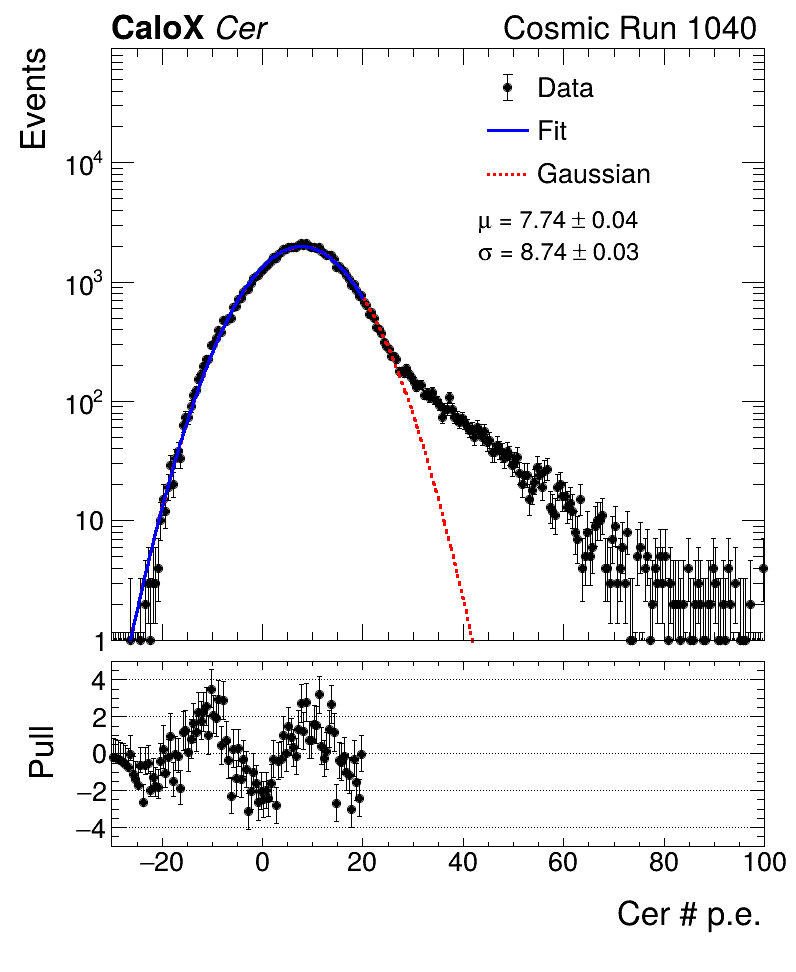 CaloX Cer Cosmic Run 1040
Events
Data
Fit
Gaussian
μ = 7.74 ± 0.04
σ = 8.74 ± 0.03
10⁴
10³
10²
10
1
Pull
4
2
0
−2
−4
−20 0 20 40 60 80 100
Cer # p.e.